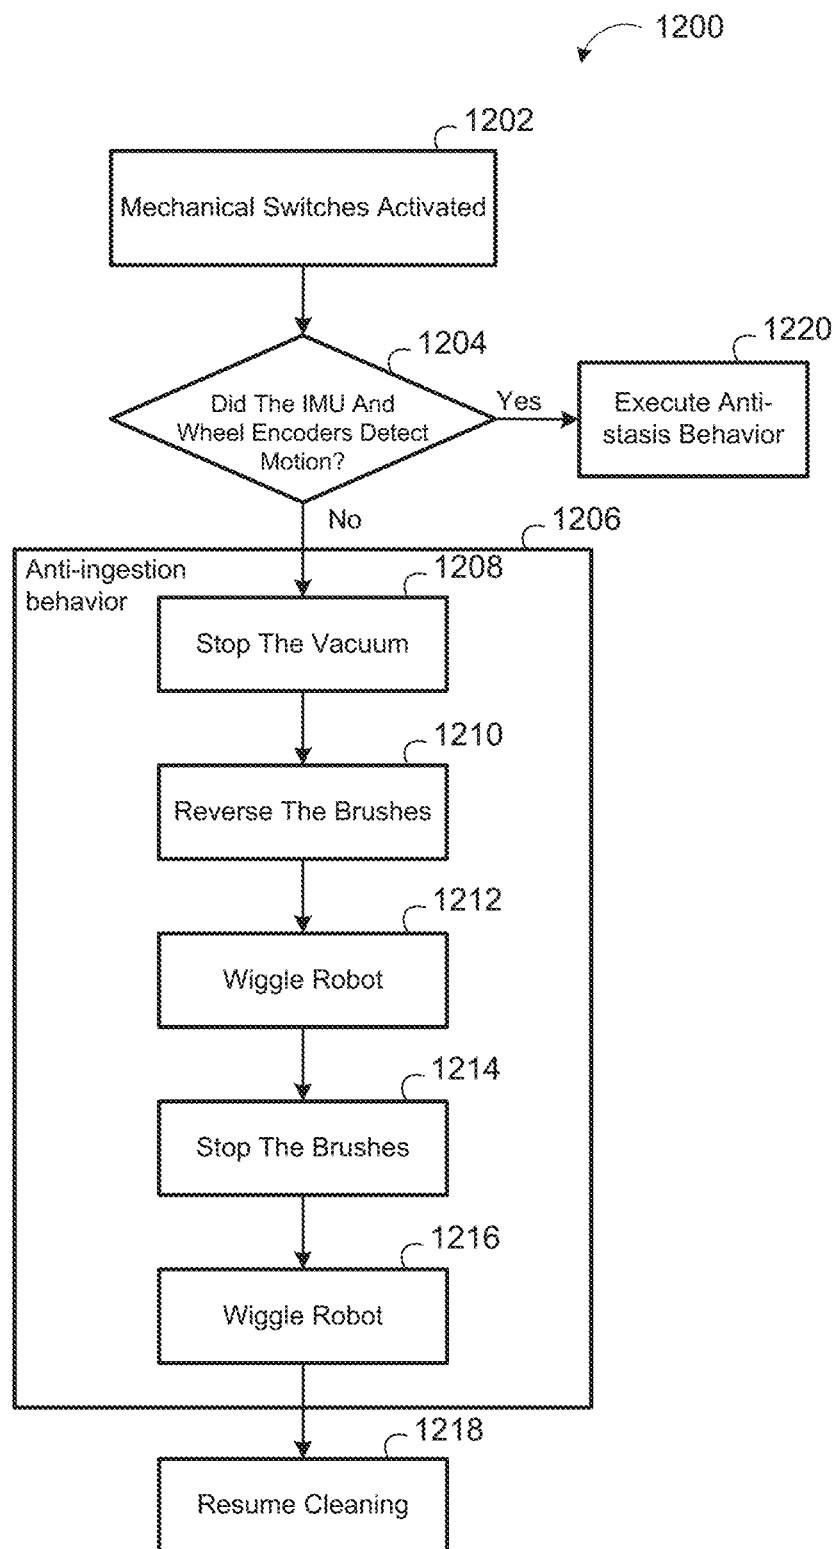 1200
1202
Mechanical Switches Activated
1204
Did The IMU And
Wheel Encoders Detect
Motion?
Yes
1220
Execute Anti-
stasis Behavior
No
1206
Anti-ingestion
behavior
1208
Stop The Vacuum
1210
Reverse The Brushes
1212
Wiggle Robot
1214
Stop The Brushes
1216
Wiggle Robot
1218
Resume Cleaning